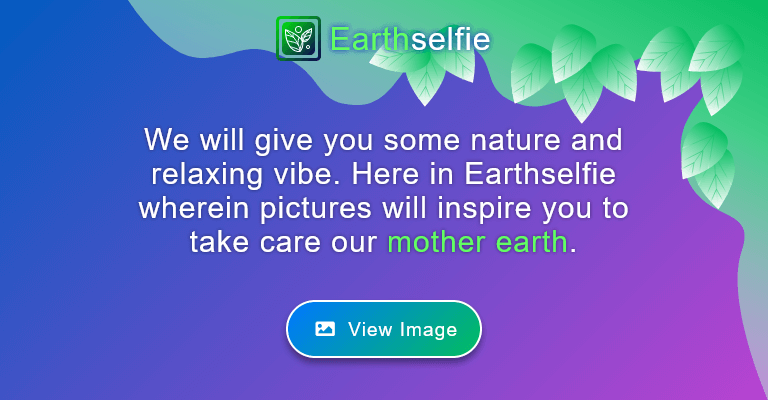 Earthselfie
We will give you some nature and
relaxing vibe. Here in Earthselfie
wherein pictures will inspire you to
take care our mother earth.
View Image